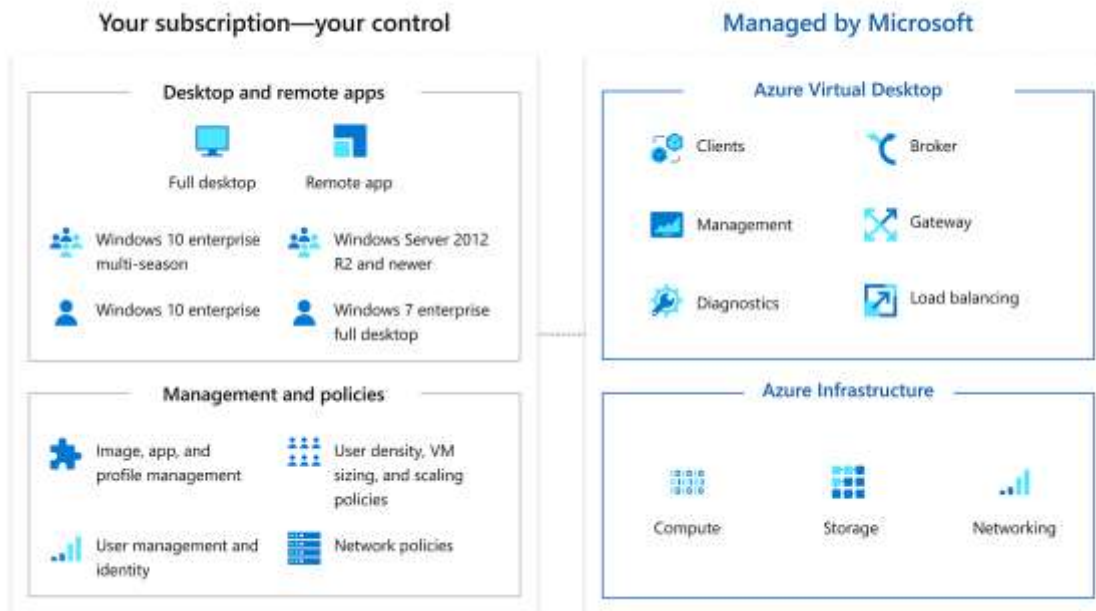 Your subscription—your control
Managed by Microsoft
Desktop and remote apps
Full desktop
Remote app
Windows 10 enterprise
multi-season
Windows Server 2012
R2 and newer
Windows 10 enterprise
Windows 7 enterprise
full desktop
Management and policies
Image, app, and
profile management
User density, VM
sizing, and scaling
policies
User management and
identity
Network policies
Azure Virtual Desktop
Clients
Broker
Management
Gateway
Diagnostics
Load balancing
Azure Infrastructure
Compute
Storage
Networking